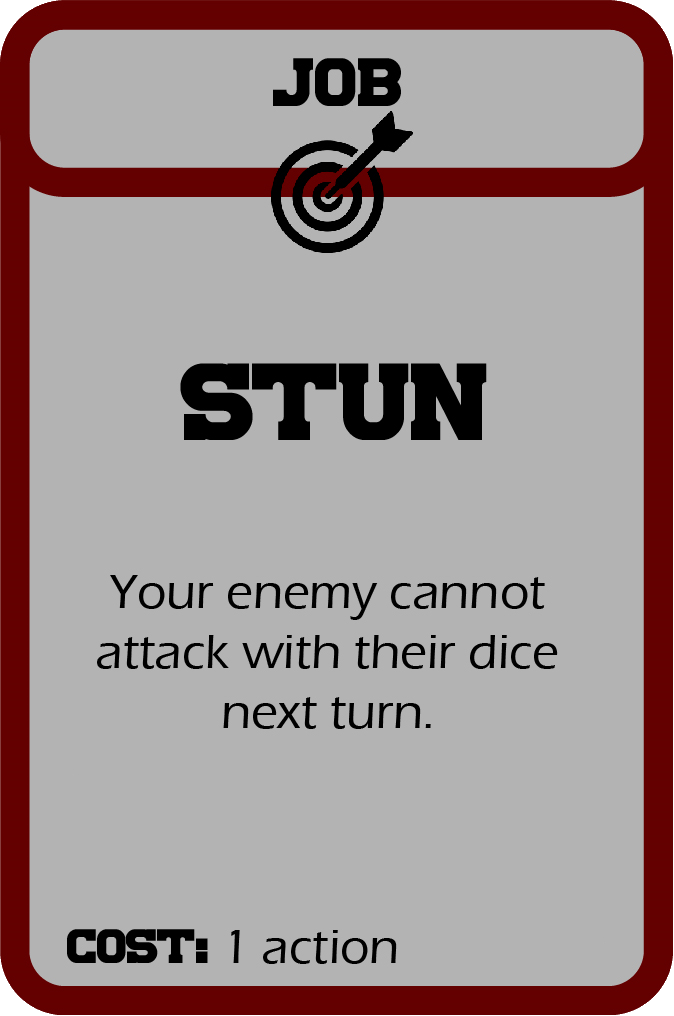 JOB
STUN
Your enemy cannot
attack with their dice
next turn.
COST: 1 action